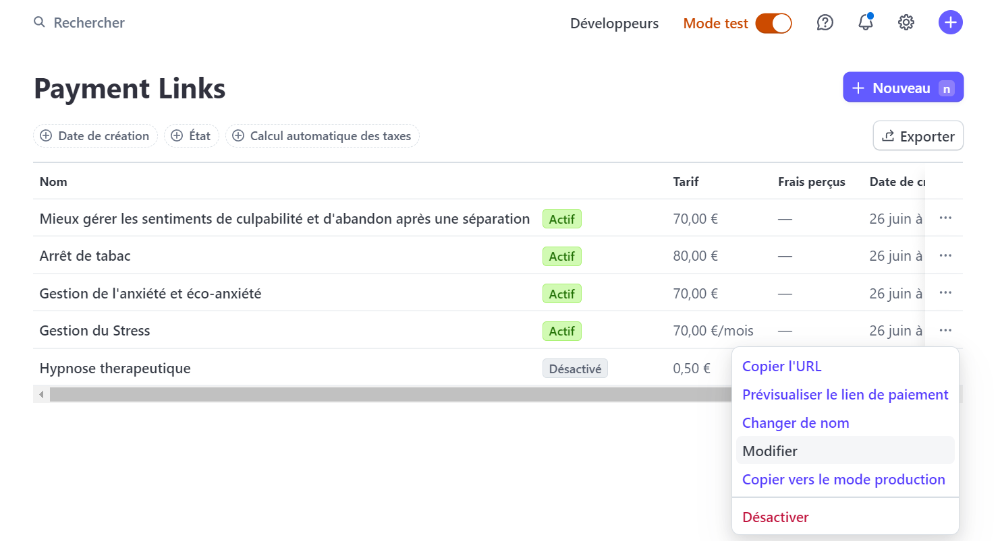 Rechercher
Développeurs Mode test
Payment Links
Nouveau n
Date de création État Calcul automatique des taxes
Exporter
Nom Tarif Frais perçus Date de
Mieux gérer les sentiments de culpabilité et d'abandon après une séparation Actif 70,00 € — 26 juin à
Arrêt de tabac Actif 80,00 € — 26 juin à
Gestion de l'anxiété et éco-anxiété Actif 70,00 € — 26 juin à
Gestion du Stress Actif 70,00 €/mois — 26 juin à
Hypnose therapeutique Désactivé 0,50 €
Copier l'URL
Prévisualiser le lien de paiement
Changer de nom
Modifier
Copier vers le mode production
Désactiver